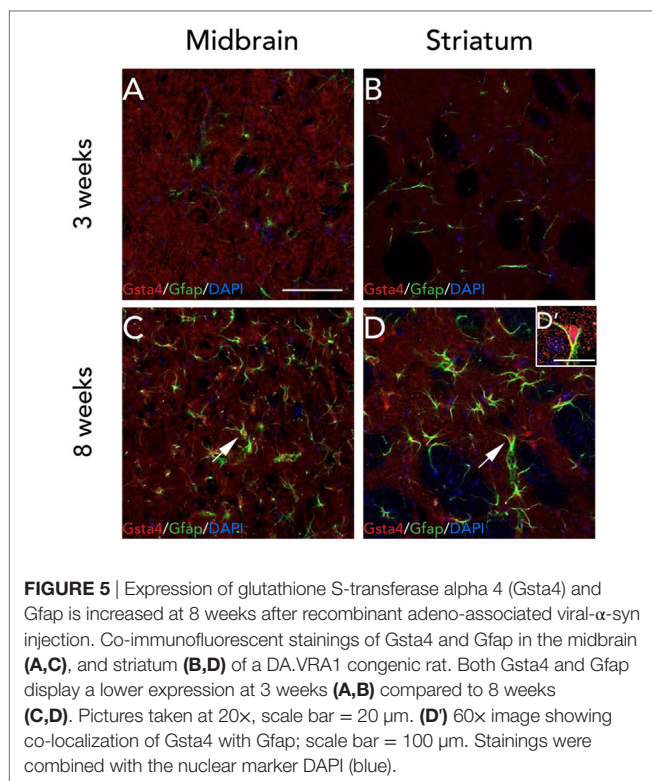 Midbrain
Striatum
3 weeks
A
B
Gsta4/Gfap/DAPI
Gsta4/Gfap/DAPI
8 weeks
C
D
D'
Gsta4/Gfap/DAPI
Gsta4/Gfap/DAPI
FIGURE 5 | Expression of glutathione S-transferase alpha 4 (Gsta4) and
Gfap is increased at 8 weeks after recombinant adeno-associated viral-α-syn
injection. Co-immunofluorescent stainings of Gsta4 and Gfap in the midbrain
(A,C), and striatum (B,D) of a DA.VRA1 congenic rat. Both Gsta4 and Gfap
display a lower expression at 3 weeks (A,B) compared to 8 weeks
(C,D). Pictures taken at 20×, scale bar = 20 μm. (D') 60× image showing
co-localization of Gsta4 with Gfap; scale bar = 100 μm. Stainings were
combined with the nuclear marker DAPI (blue).